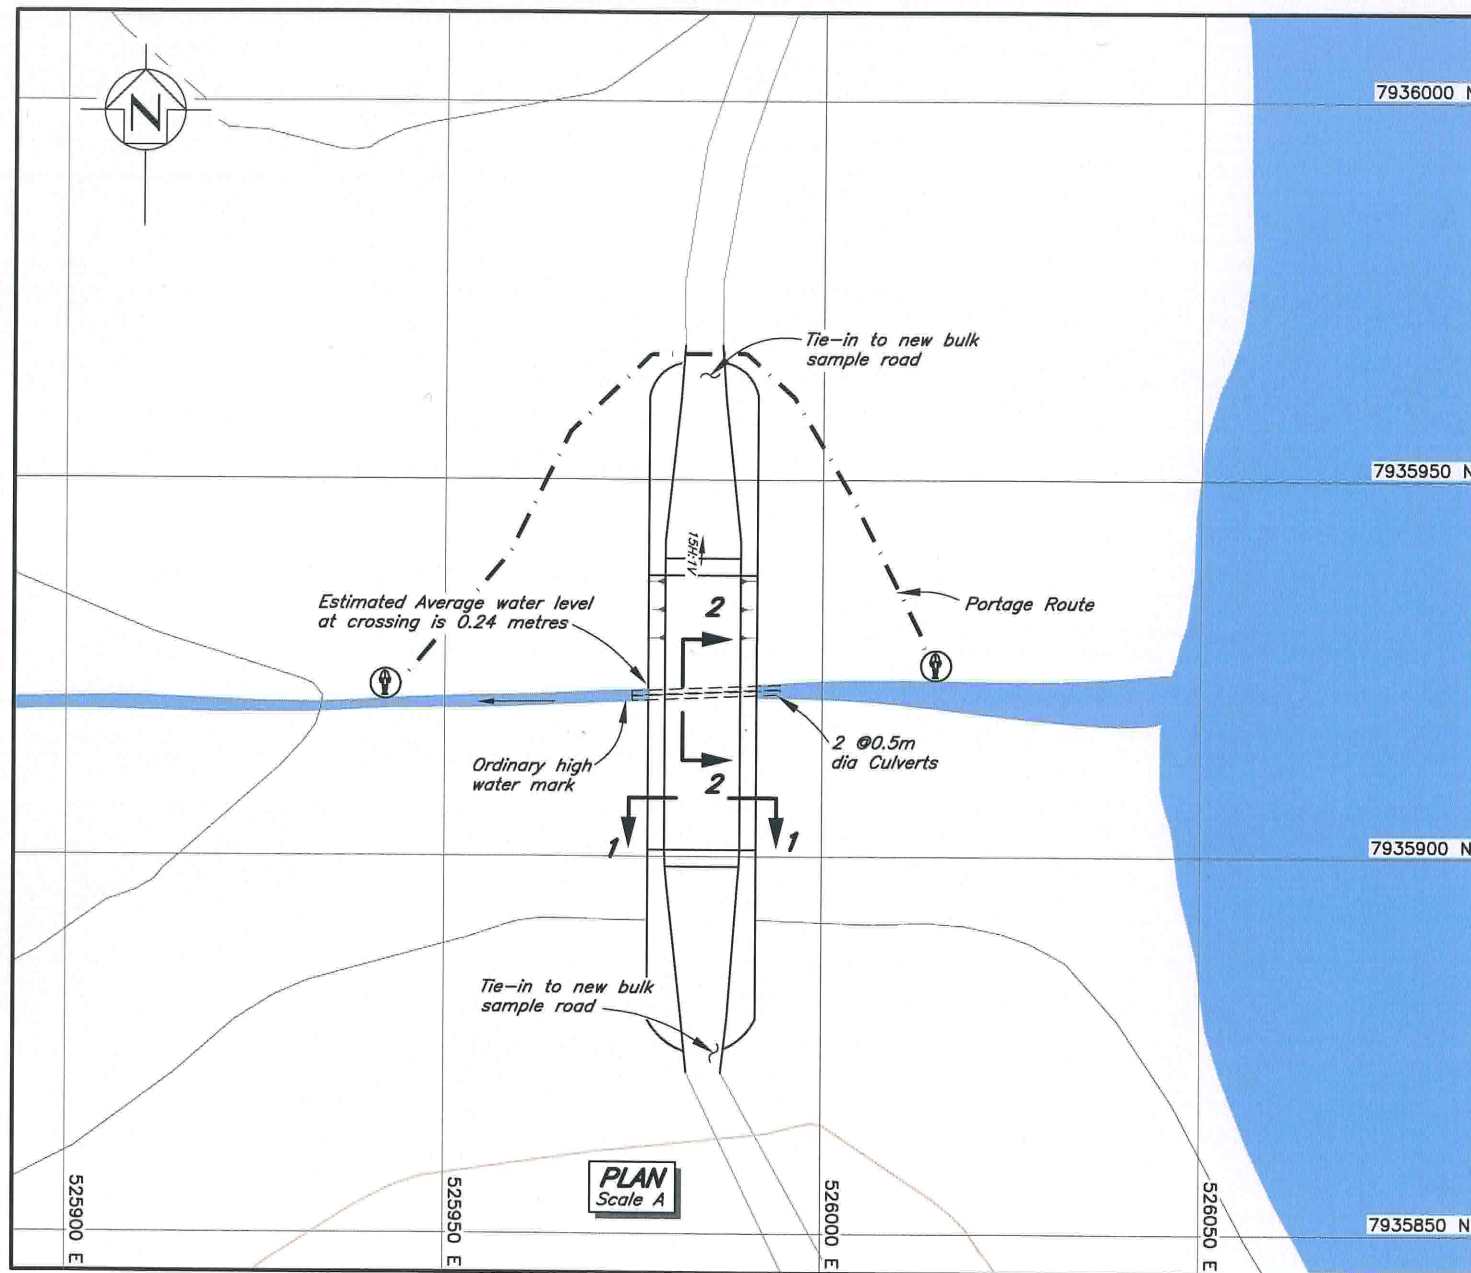 N
7936000 N
Tie-in to new bulk
sample road
7935950 N
15H:1V
Estimated Average water level
at crossing is 0.24 metres
2
Portage Route
Ordinary high
water mark
2 @0.5m
dia Culverts
2
1
1
7935900 N
Tie-in to new bulk
sample road
PLAN
Scale A
525900 E
525950 E
526000 E
526050 E
7935850 N